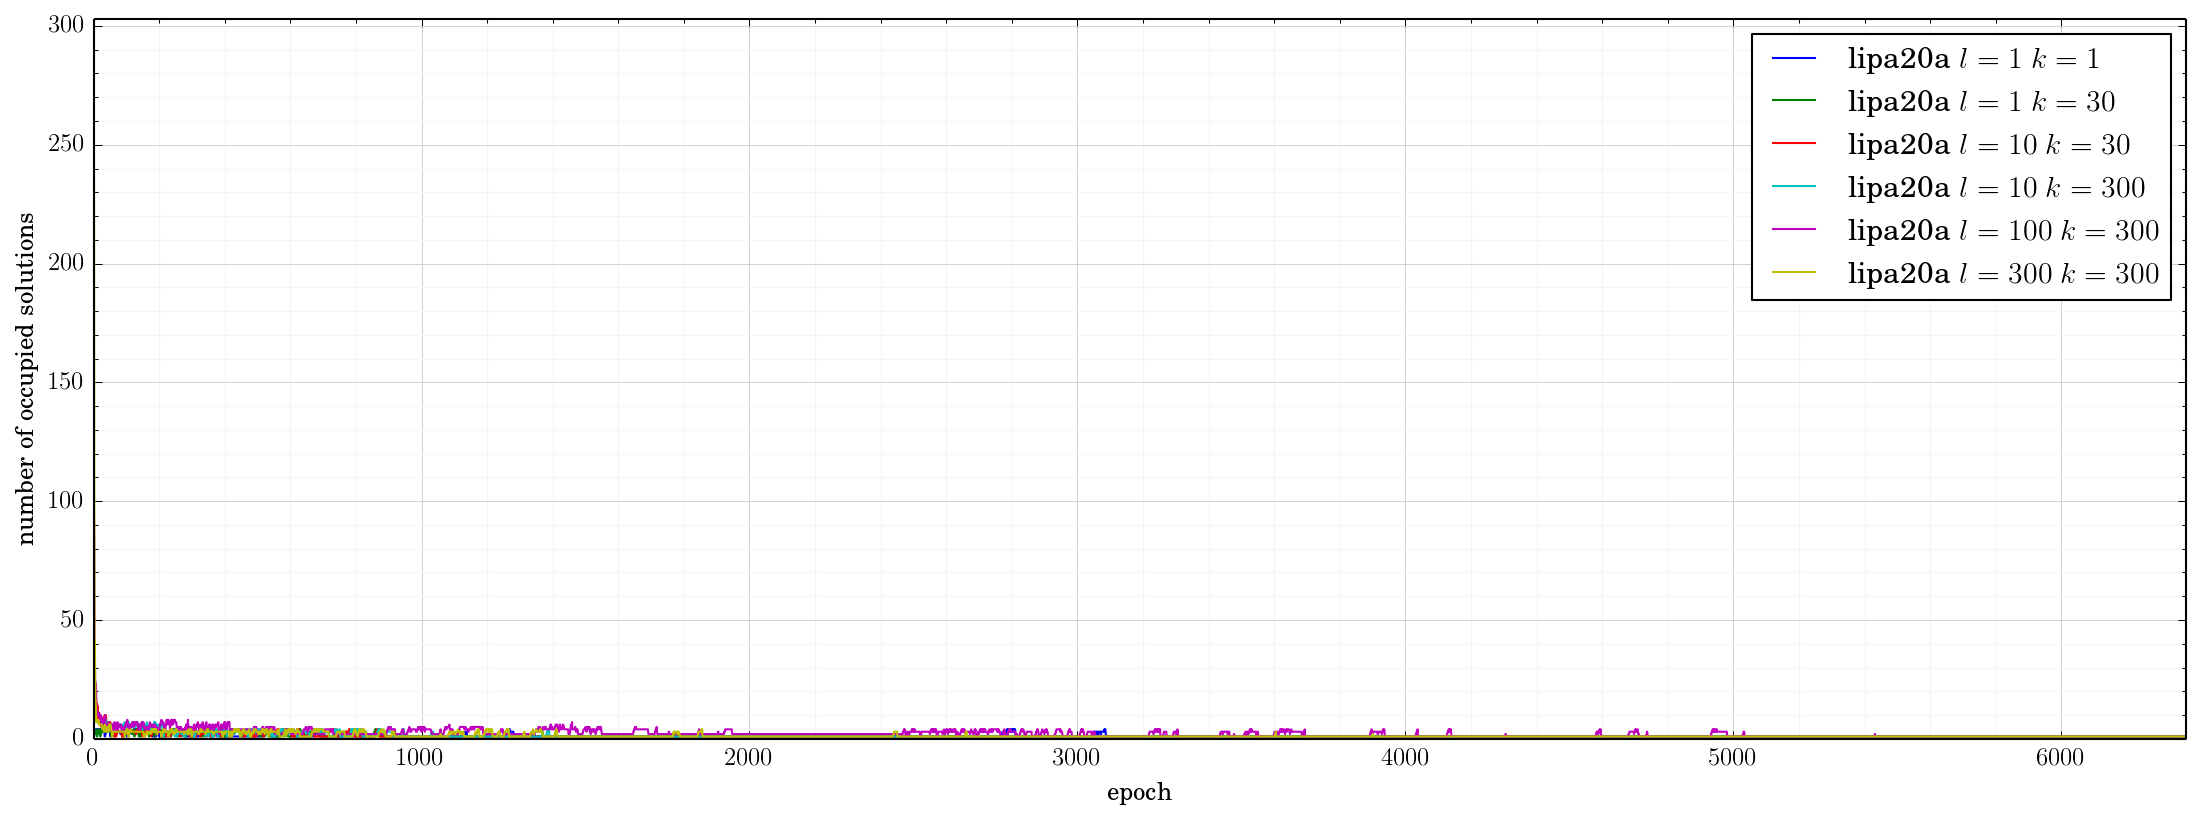 300
250
200
150
100
50
0
number of occupied solutions
lipa20a l = 1 k = 1
lipa20a l = 1 k = 30
lipa20a l = 10 k = 30
lipa20a l = 10 k = 300
lipa20a l = 100 k = 300
lipa20a l = 300 k = 300
0 1000 2000 3000 4000 5000 6000
epoch